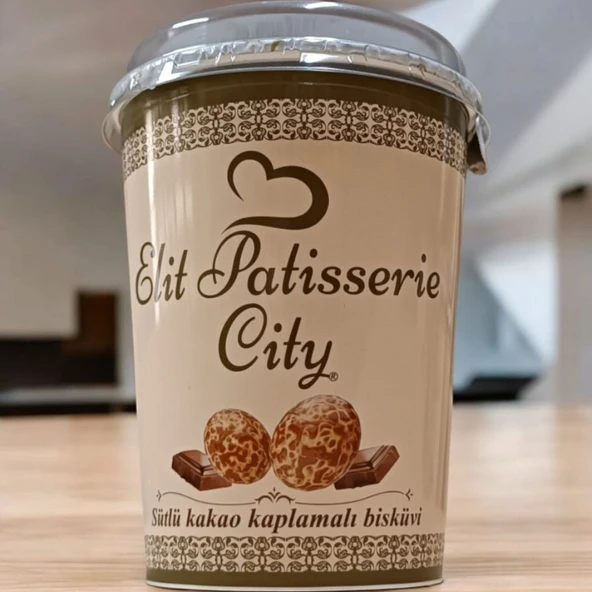 Elit Patisserie
City®
Sütlü kakao kaplamalı bisküvi